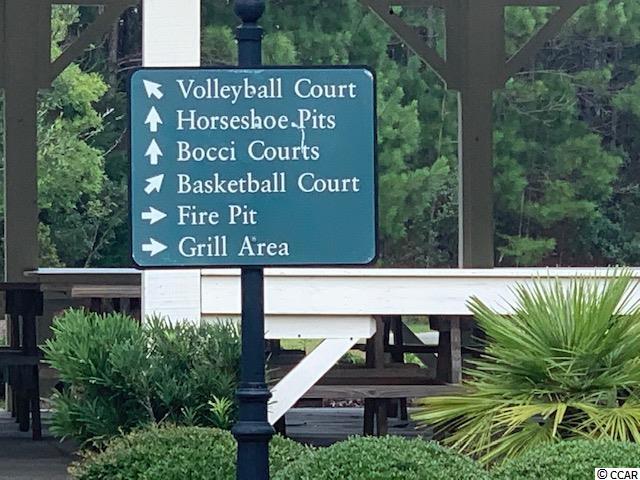 Volleyball Court
Horseshoe Pits
Bocci Courts
Basketball Court
Fire Pit
Grill Area
© CCAR